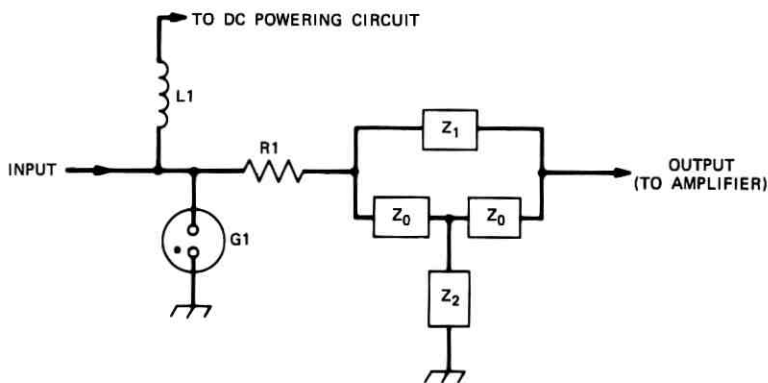 TO DC POWERING CIRCUIT
L1
R1
Z1
INPUT
OUTPUT
(TO AMPLIFIER)
Z0
Z0
G1
Z2